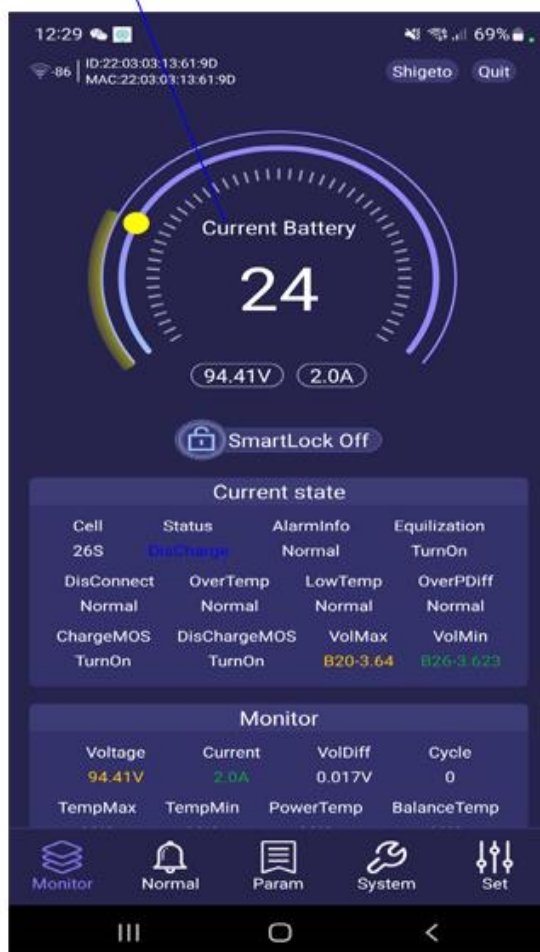 12:29
69%
-86 ID:22:03:03:13:61:9D
MAC:22:03:03:13:61:9D
Shigeto Quit
Current Battery
24
94.41V 2.0A
SmartLock Off
Current state
Cell Status AlarmInfo Equilization
26S DisCharge Normal TurnOn
DisConnect OverTemp LowTemp OverPDiff
Normal Normal Normal Normal
ChargeMOS DisChargeMOS VolMax VolMin
TurnOn TurnOn B20-3.64 B26-3.623
Monitor
Voltage Current VolDiff Cycle
94.41V 2.0A 0.017V 0
TempMax TempMin PowerTemp BalanceTemp
Monitor Normal Param System Set